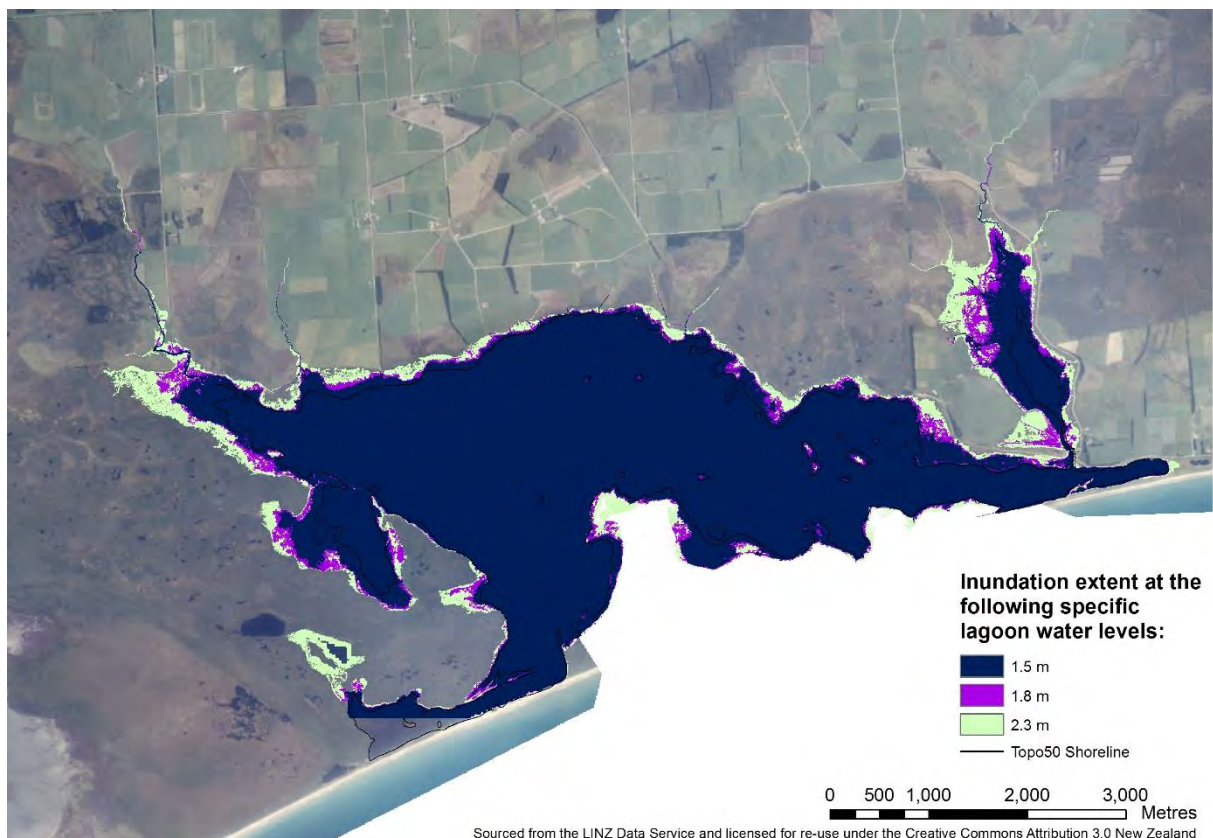 Inundation extent at the
following specific
lagoon water levels:
1.5 m
1.8 m
2.3 m
Topo50 Shoreline
0 500 1,000 2,000 3,000
Metres
Sourced from the LINZ Data Service and licensed for re-use under the Creative Commons Attribution 3.0 New Zealand